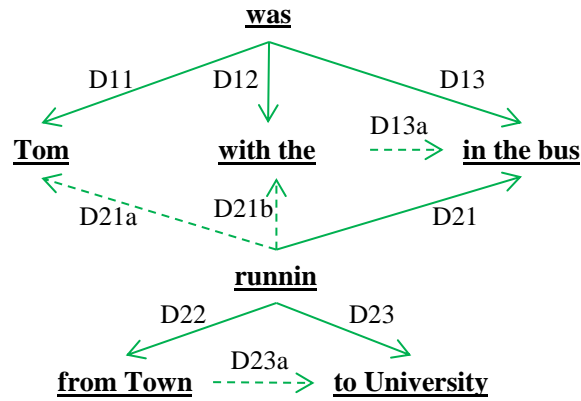 was
D11 D12 D13
D13a
Tom with the in the bus
D21a D21b D21
runnin
D22 D23
D23a
from Town to University